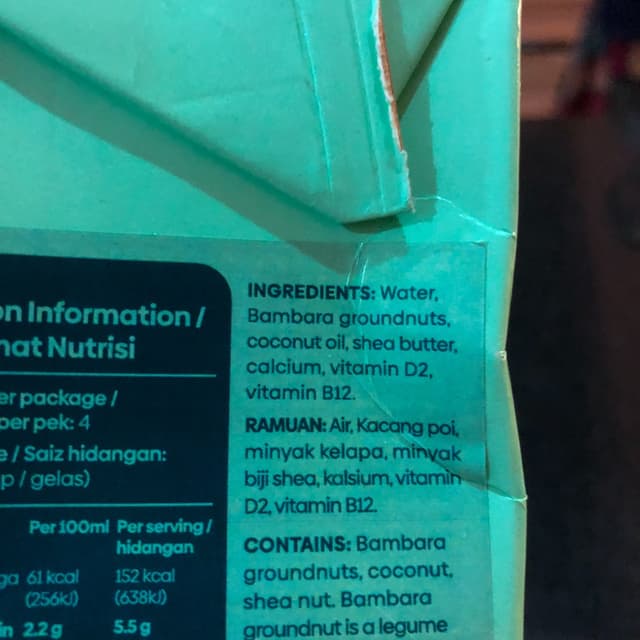 on Information /
mat Nutrisi
er package /
per pek: 4
e / Saiz hidangan:
p / gelas)
Per 100ml Per serving /
hidangan
ga 61 kcal 152 kcal
(256kJ) (638kJ)
in 2.2 g 5.5 g
INGREDIENTS: Water,
Bambara groundnuts,
coconut oil, shea butter,
calcium, vitamin D2,
vitamin B12.
RAMUAN: Air, Kacang poi,
minyak kelapa, minyak
biji shea, kalsium, vitamin
D2, vitamin B12.
CONTAINS: Bambara
groundnuts, coconut,
shea nut. Bambara
groundnut is a legume